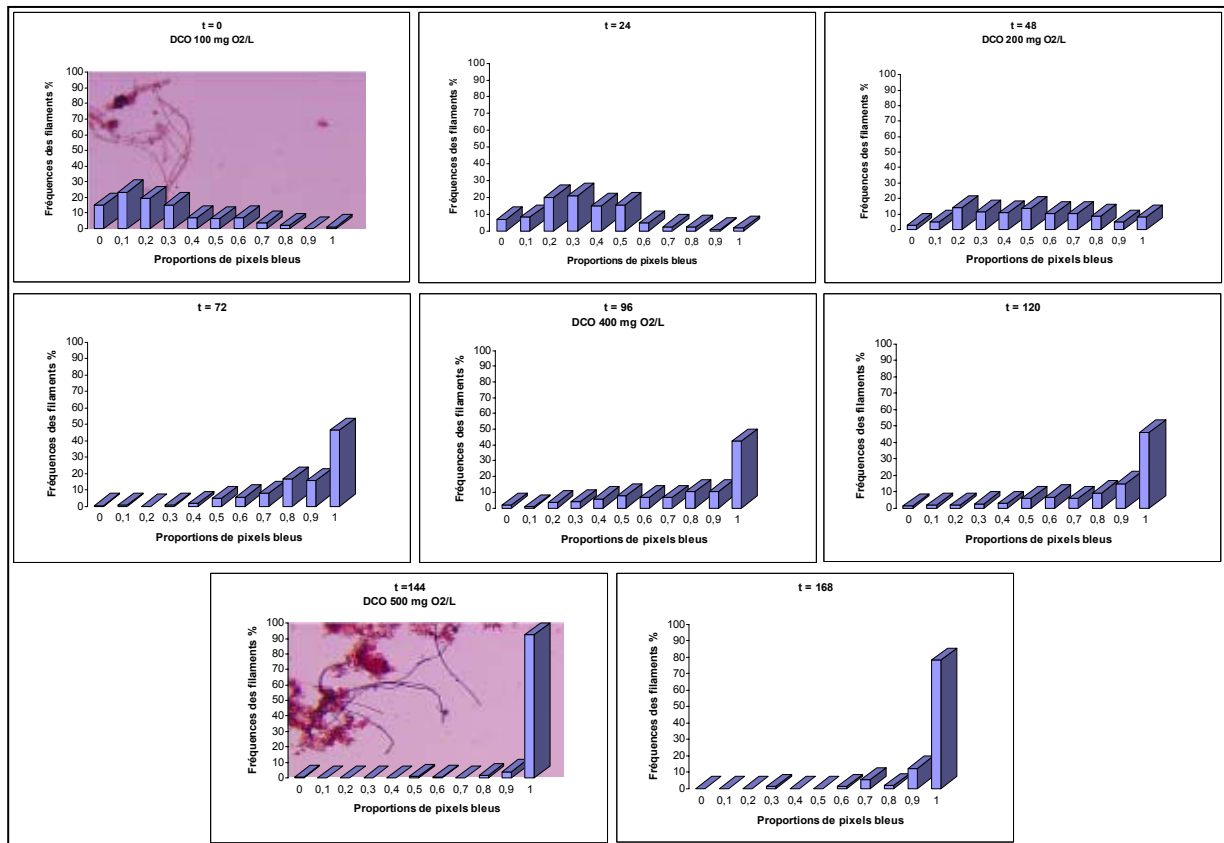 t = 0
DCO 100 mg O2/L
Fréquences des filaments %
100
90
80
70
60
50
40
30
20
10
0
0 0,1 0,2 0,3 0,4 0,5 0,6 0,7 0,8 0,9 1
Proportions de pixels bleus
t = 24
Fréquences des filaments %
100
90
80
70
60
50
40
30
20
10
0
0 0,1 0,2 0,3 0,4 0,5 0,6 0,7 0,8 0,9 1
Proportions de pixels bleus
t = 48
DCO 200 mg O2/L
Fréquences des filaments %
100
90
80
70
60
50
40
30
20
10
0
0 0,1 0,2 0,3 0,4 0,5 0,6 0,7 0,8 0,9 1
Proportions de pixels bleus
t = 72
Fréquences des filaments %
100
90
80
70
60
50
40
30
20
10
0
0 0,1 0,2 0,3 0,4 0,5 0,6 0,7 0,8 0,9 1
Proportions de pixels bleus
t = 96
DCO 400 mg O2/L
Fréquences des filaments %
100
90
80
70
60
50
40
30
20
10
0
0 0,1 0,2 0,3 0,4 0,5 0,6 0,7 0,8 0,9 1
Proportions de pixels bleus
t = 120
Fréquences des filaments %
100
90
80
70
60
50
40
30
20
10
0
0 0,1 0,2 0,3 0,4 0,5 0,6 0,7 0,8 0,9 1
Proportions de pixels bleus
t =144
DCO 500 mg O2/L
Fréquences des filaments %
100
90
80
70
60
50
40
30
20
10
0
0 0,1 0,2 0,3 0,4 0,5 0,6 0,7 0,8 0,9 1
Proportions de pixels bleus
t = 168
Fréquences des filaments %
100
90
80
70
60
50
40
30
20
10
0
0 0,1 0,2 0,3 0,4 0,5 0,6 0,7 0,8 0,9 1
Proportions de pixels bleus